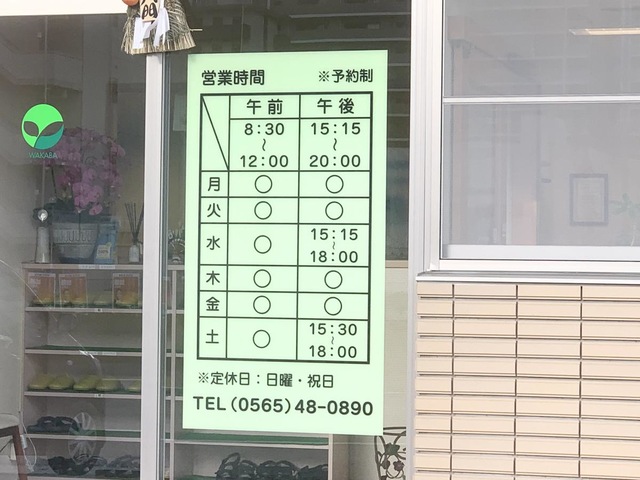 営業時間 ※予約制
午前 午後
8:30 15:15
〜 〜
12:00 20:00
月 ○ ○
火 ○ ○
水 ○ 15:15〜18:00
木 ○ ○
金 ○ ○
土 ○ 15:30〜18:00
※定休日:日曜・祝日
TEL(0565)48-0890
WAKABA